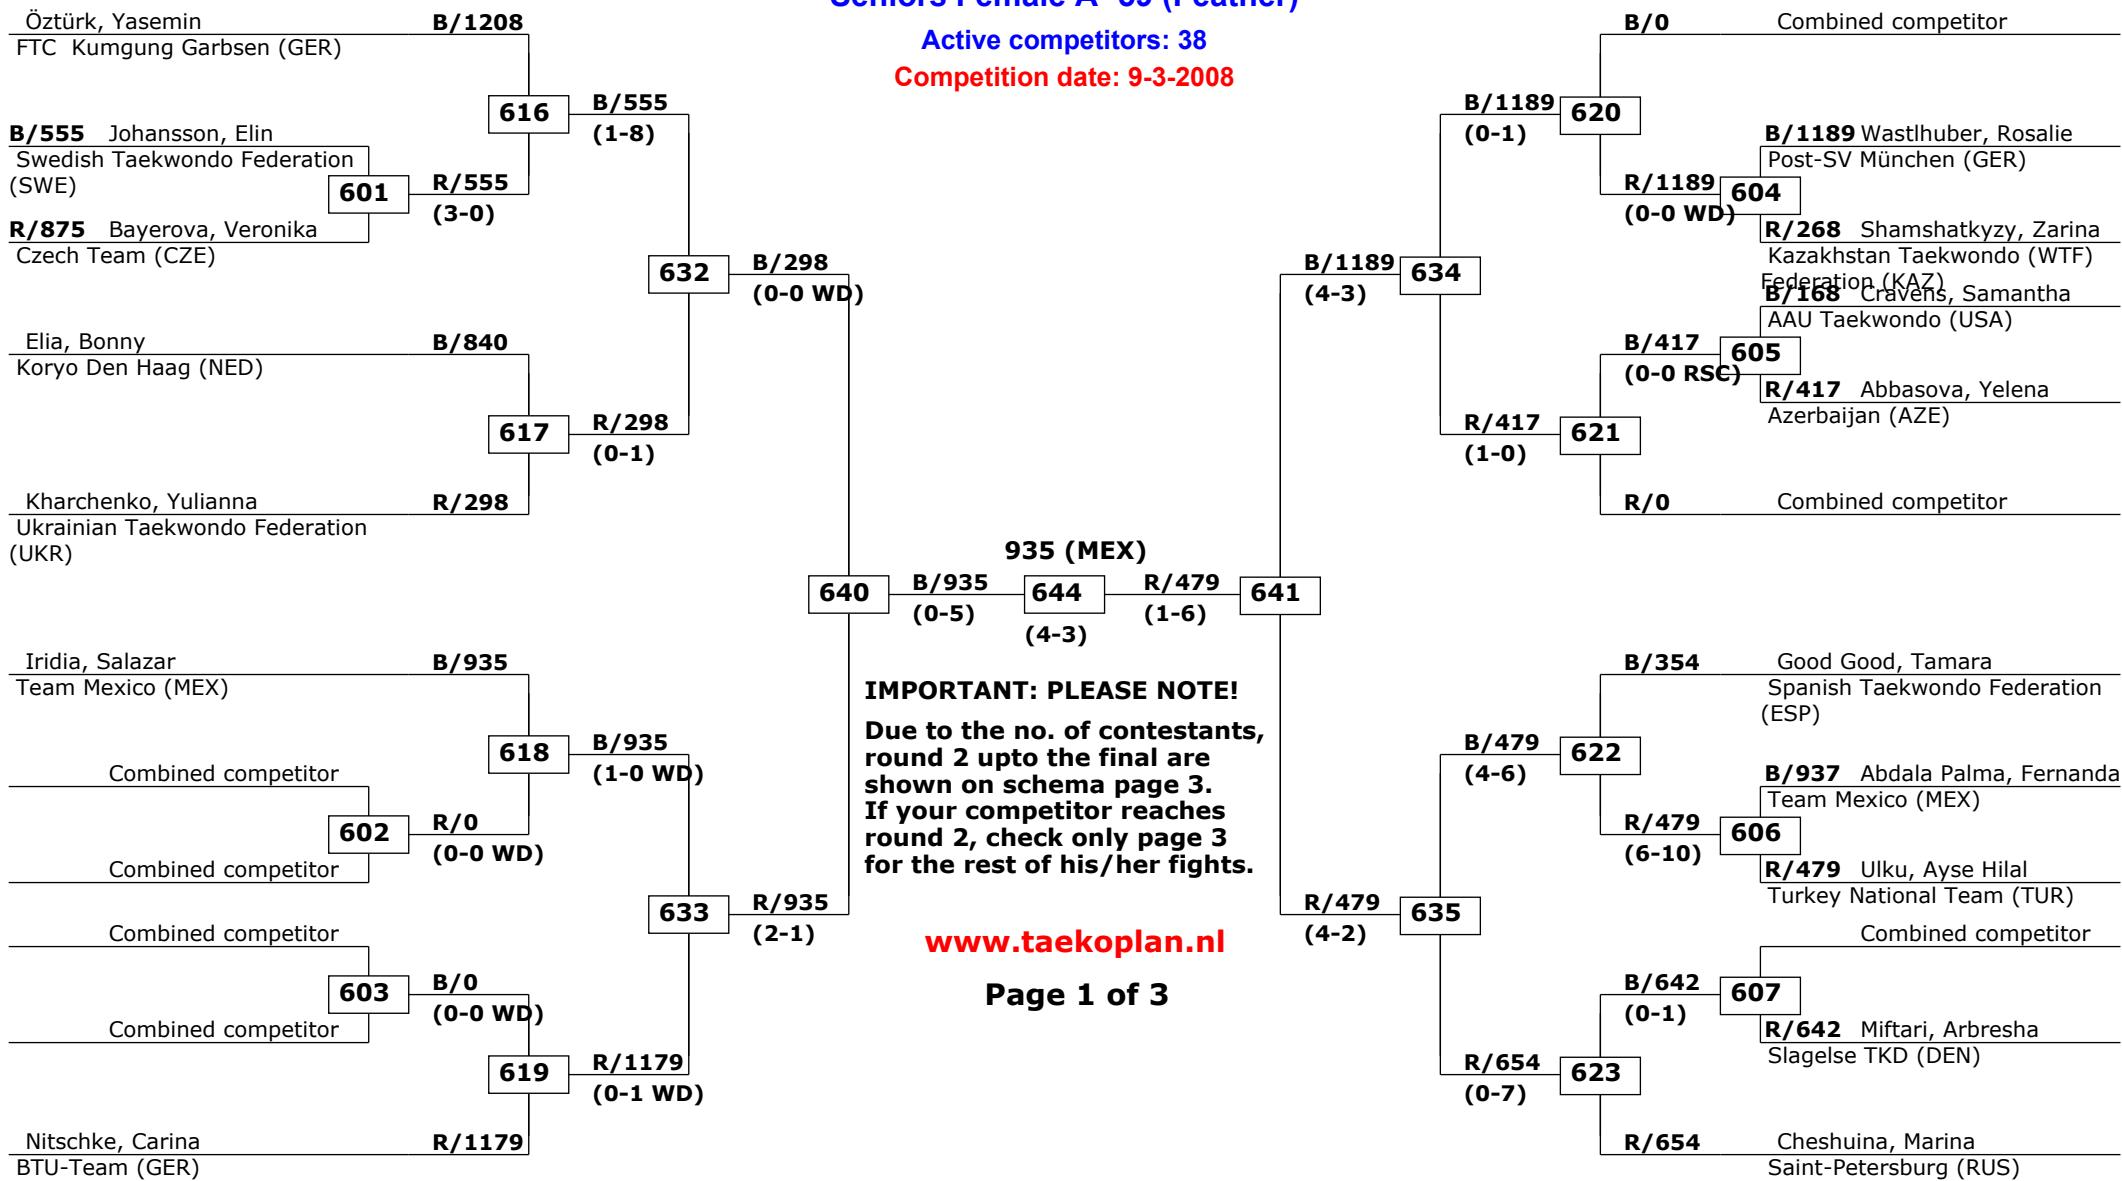 Seniors Female A -59 (Feather)
Active competitors: 38
Competition date: 9-3-2008
Öztürk, Yasemin B/1208
FTC Kumgung Garbsen (GER)
616
B/555
(1-8)
B/555 Johansson, Elin
Swedish Taekwondo Federation
(SWE)
601
R/555
(3-0)
R/875 Bayerova, Veronika
Czech Team (CZE)
632
B/298
(0-0 WD)
Elia, Bonny B/840
Koryo Den Haag (NED)
617
R/298
(0-1)
Kharchenko, Yulianna R/298
Ukrainian Taekwondo Federation
(UKR)
640
B/935
(0-5)
935 (MEX)
644
(4-3)
R/479
(1-6)
641
Iridia, Salazar B/935
Team Mexico (MEX)
618
B/935
(1-0 WD)
Combined competitor
602
R/0
(0-0 WD)
Combined competitor
633
R/935
(2-1)
Combined competitor
603
B/0
(0-0 WD)
Combined competitor
619
R/1179
(0-1 WD)
Nitschke, Carina R/1179
BTU-Team (GER)
IMPORTANT: PLEASE NOTE!
Due to the no. of contestants,
round 2 upto the final are
shown on schema page 3.
If your competitor reaches
round 2, check only page 3
for the rest of his/her fights.
www.taekoplan.nl
Page 1 of 3
B/0 Combined competitor
B/1189
(0-1)
620
B/1189 Wastlhuber, Rosalie
Post-SV München (GER)
R/1189
(0-0 WD)
604
R/268 Shamshatkyzy, Zarina
Kazakhstan Taekwondo (WTF)
Federation (KAZ)
B/1189
(4-3)
634
B/168 Cravens, Samantha
AAU Taekwondo (USA)
B/417
(0-0 RSC)
605
R/417 Abbasova, Yelena
Azerbaijan (AZE)
R/417
(1-0)
621
R/0 Combined competitor
B/354 Good Good, Tamara
Spanish Taekwondo Federation
(ESP)
B/479
(4-6)
622
B/937 Abdala Palma, Fernanda
Team Mexico (MEX)
R/479
(6-10)
606
R/479 Ulku, Ayse Hilal
Turkey National Team (TUR)
R/479
(4-2)
635
Combined competitor
B/642
(0-1)
607
R/642 Miftari, Arbresha
Slagelse TKD (DEN)
R/654
(0-7)
623
R/654 Cheshuina, Marina
Saint-Petersburg (RUS)